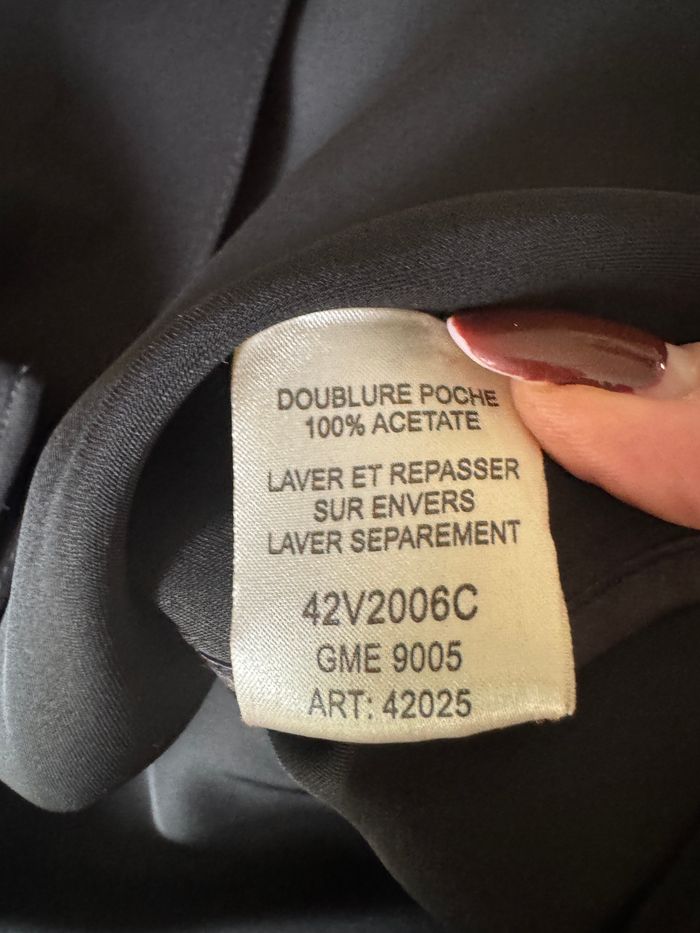 DOUBLURE POCHE
100% ACETATE
LAVER ET REPASSER
SUR ENVERS
LAVER SEPAREMENT
42V2006C
GME 9005
ART: 42025